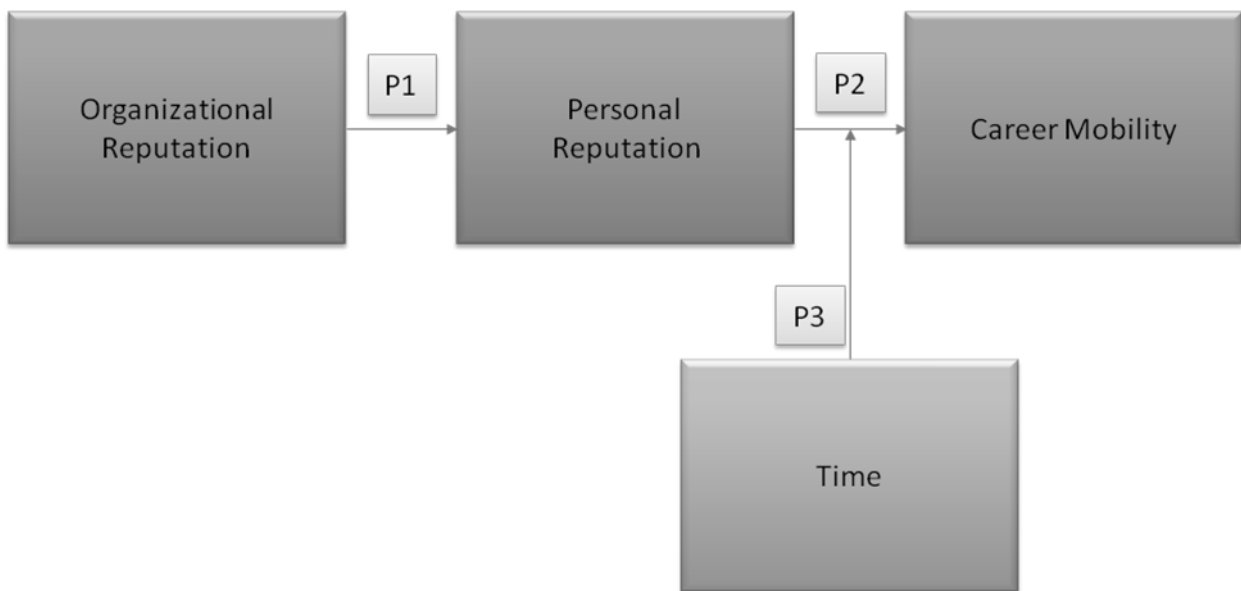 Organizational
Reputation
P1
Personal
Reputation
P2
Career Mobility
P3
Time